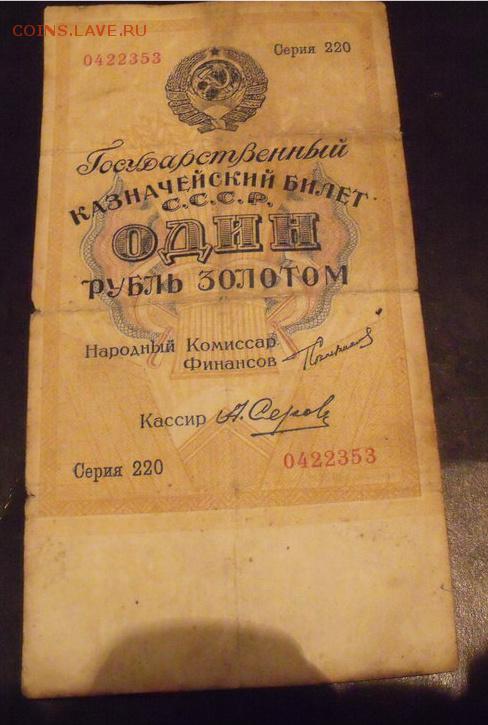 COINS.LAVE.RU
0422353 Серия 220
Государственный
КАЗНАЧЕЙСКИЙ БИЛЕТ
С.С.С.Р.
ОДИН
РУБЛЬ ЗОЛОТОМ
Народный Комиссар
Финансов
Кассир А. Серов
Серия 220 0422353